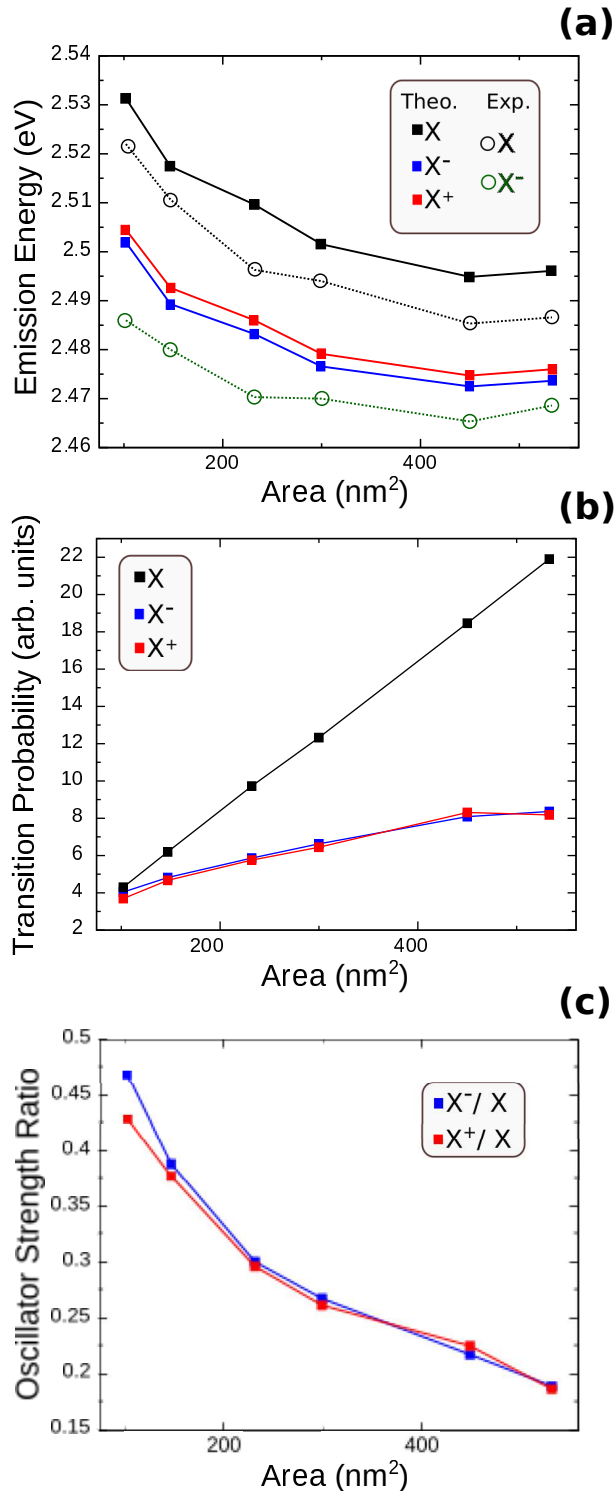 (a)
2.54
2.53
2.52
2.51
2.5
2.49
2.48
2.47
2.46
Emission Energy (eV)
Theo. Exp.
X X
X⁻ X⁻
X⁺
200 400
Area (nm²)
(b)
22
20
18
16
14
12
10
8
6
4
2
Transition Probability (arb. units)
X
X⁻
X⁺
200 400
Area (nm²)
(c)
0.5
0.45
0.4
0.35
0.3
0.25
0.2
0.15
Oscillator Strength Ratio
X⁻/ X
X⁺/ X
200 400
Area (nm²)